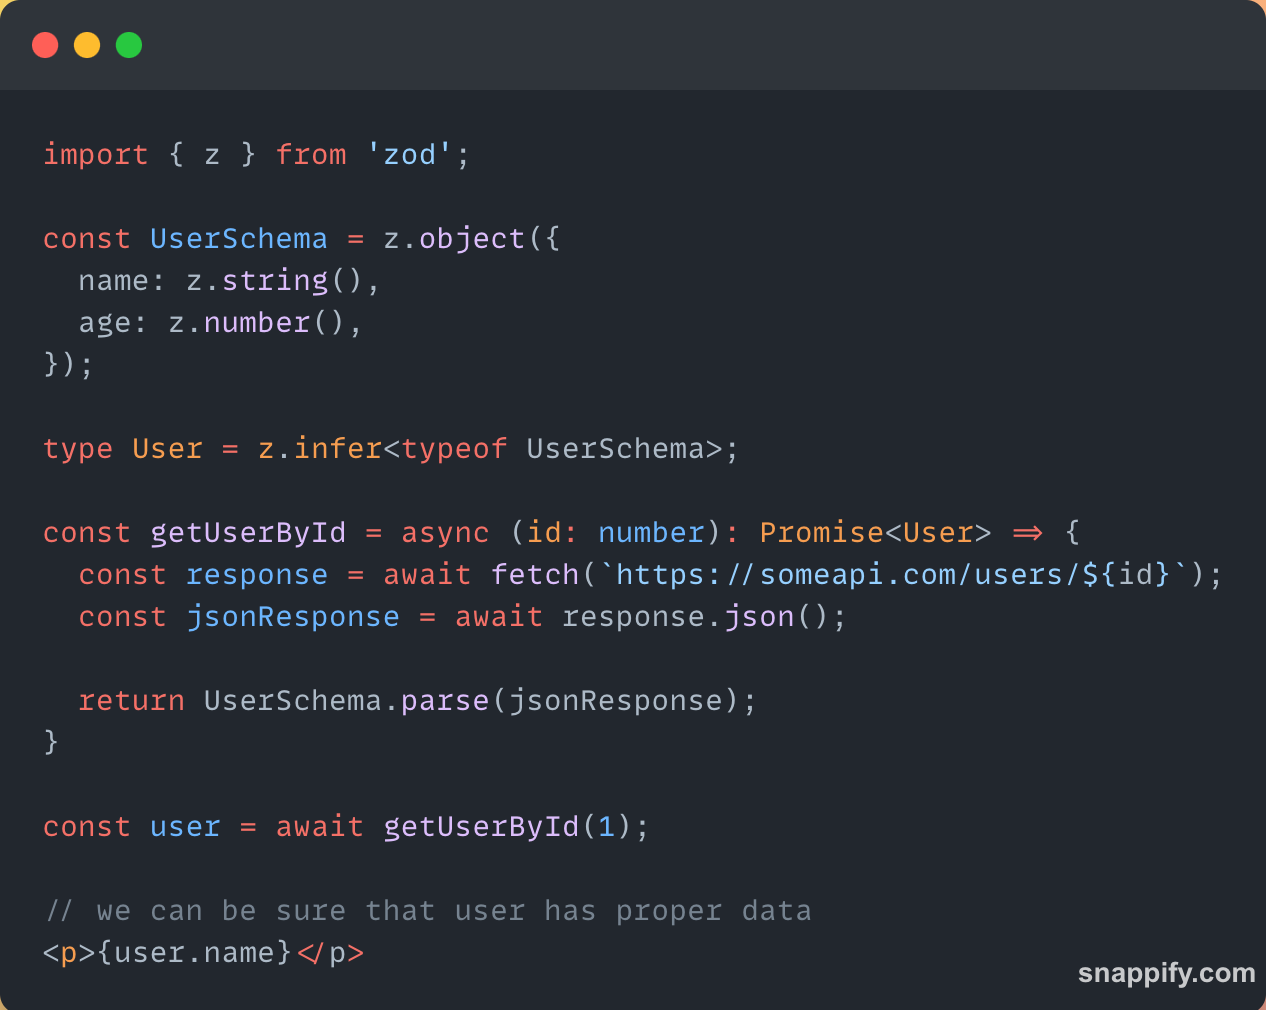 import { z } from 'zod';
const UserSchema = z.object({
  name: z.string(),
  age: z.number(),
});
type User = z.infer<typeof UserSchema>;
const getUserById = async (id: number): Promise<User> => {
  const response = await fetch(`https://someapi.com/users/${id}`);
  const jsonResponse = await response.json();
  return UserSchema.parse(jsonResponse);
}
const user = await getUserById(1);
// we can be sure that user has proper data
<p>{user.name}</p>
snappify.com